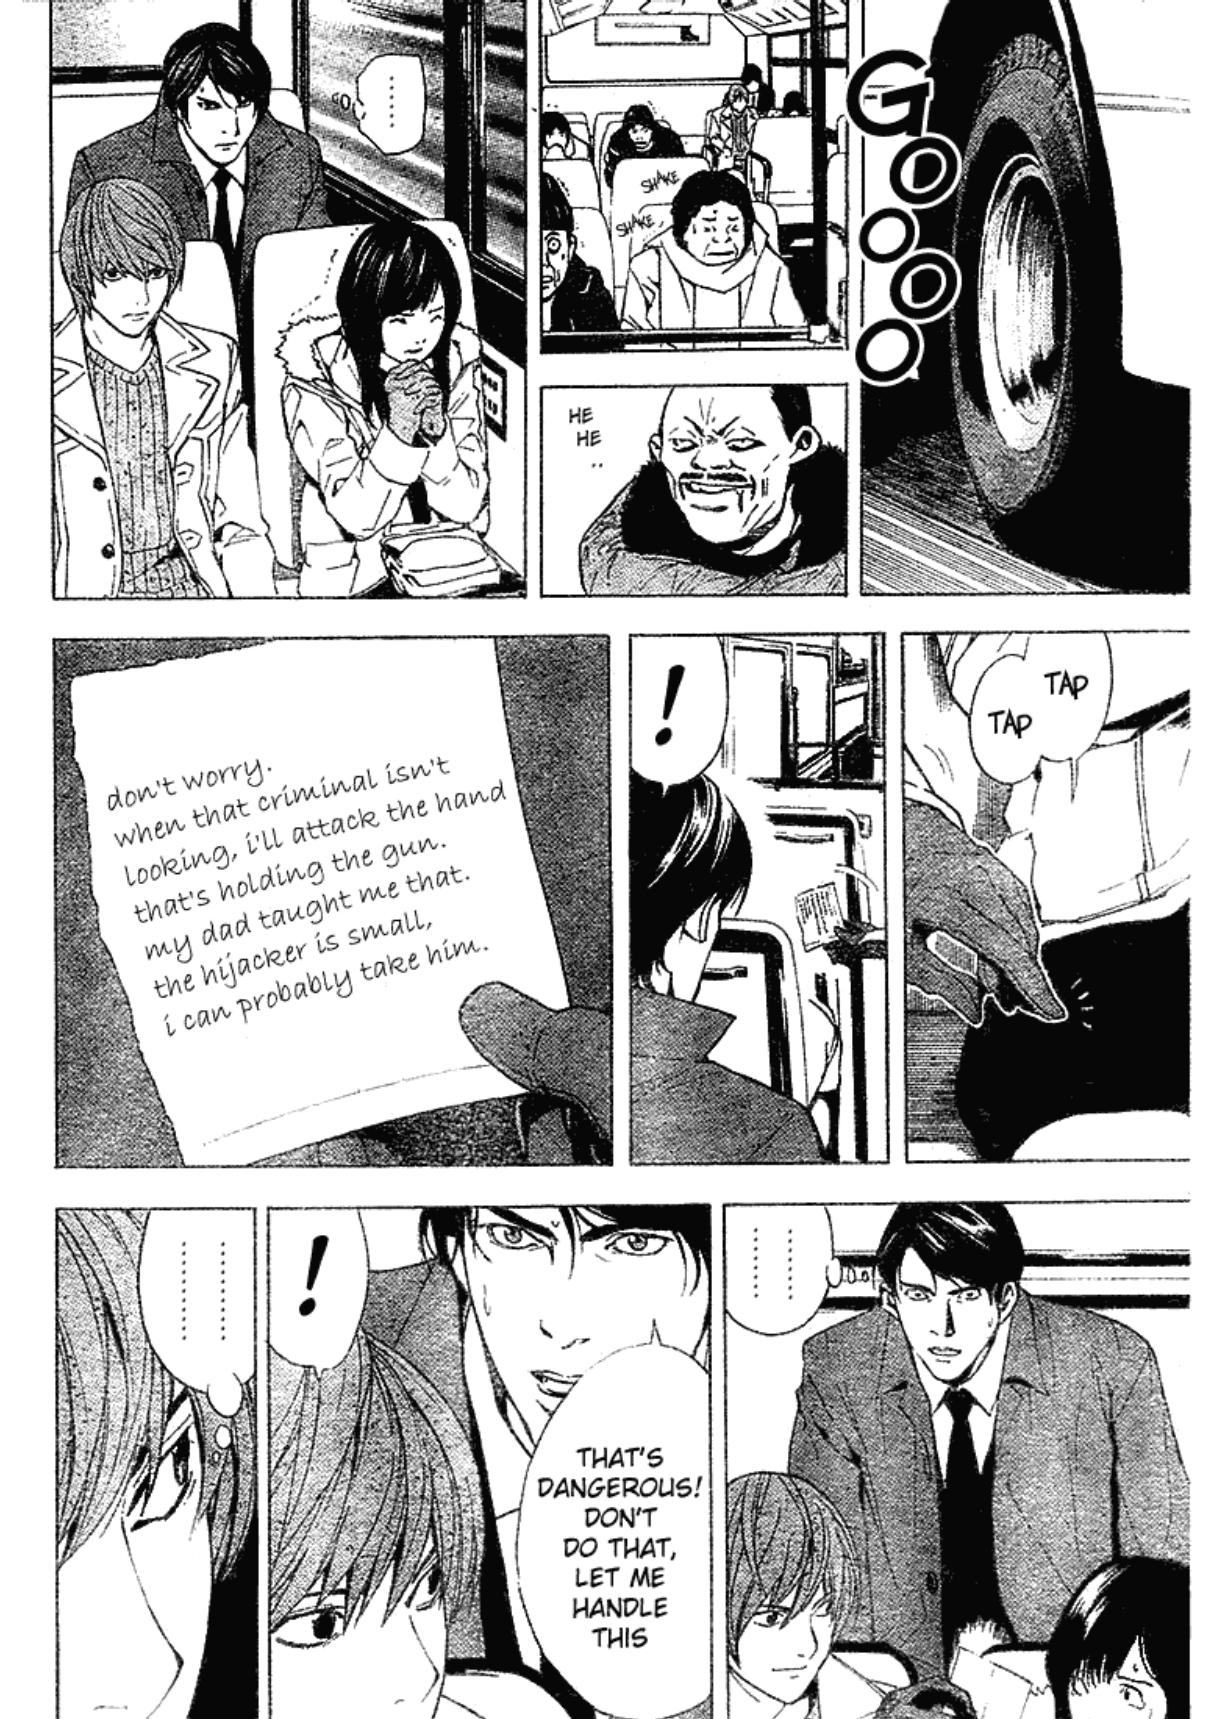 GOOOO
SHAKE
SHAKE
HE
HE
..
........
GO
TAP
TAP
!
don't worry.
when that criminal isn't
looking, i'll attack the hand
that's holding the gun.
my dad taught me that.
the hijacker is small,
i can probably take him.
........
........
THAT'S
DANGEROUS!
DON'T
DO THAT,
LET ME
HANDLE
THIS
!
........
........